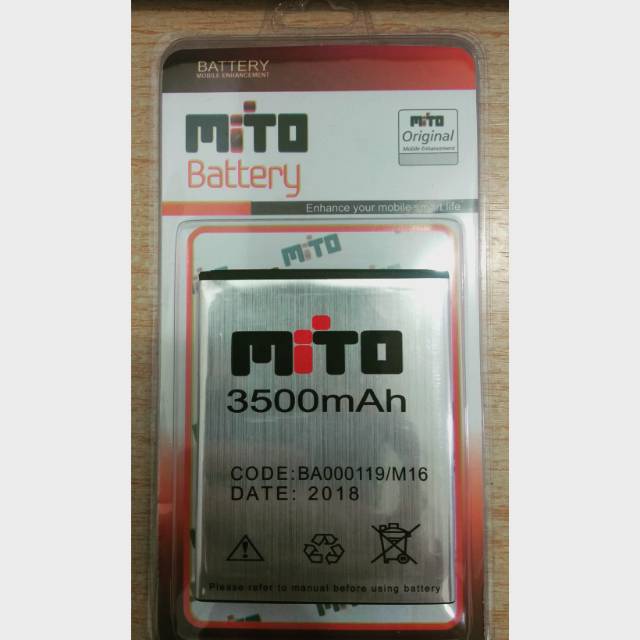 BATTERY
MOBILE ENHANCEMENT
MiTO
Battery
MiTO
Original
Mobile Enhancement
Enhance your mobile smart life
MiTO
MiTO
3500mAh
CODE:BA000119/M16
DATE: 2018
Please refer to manual before using battery
MiTO